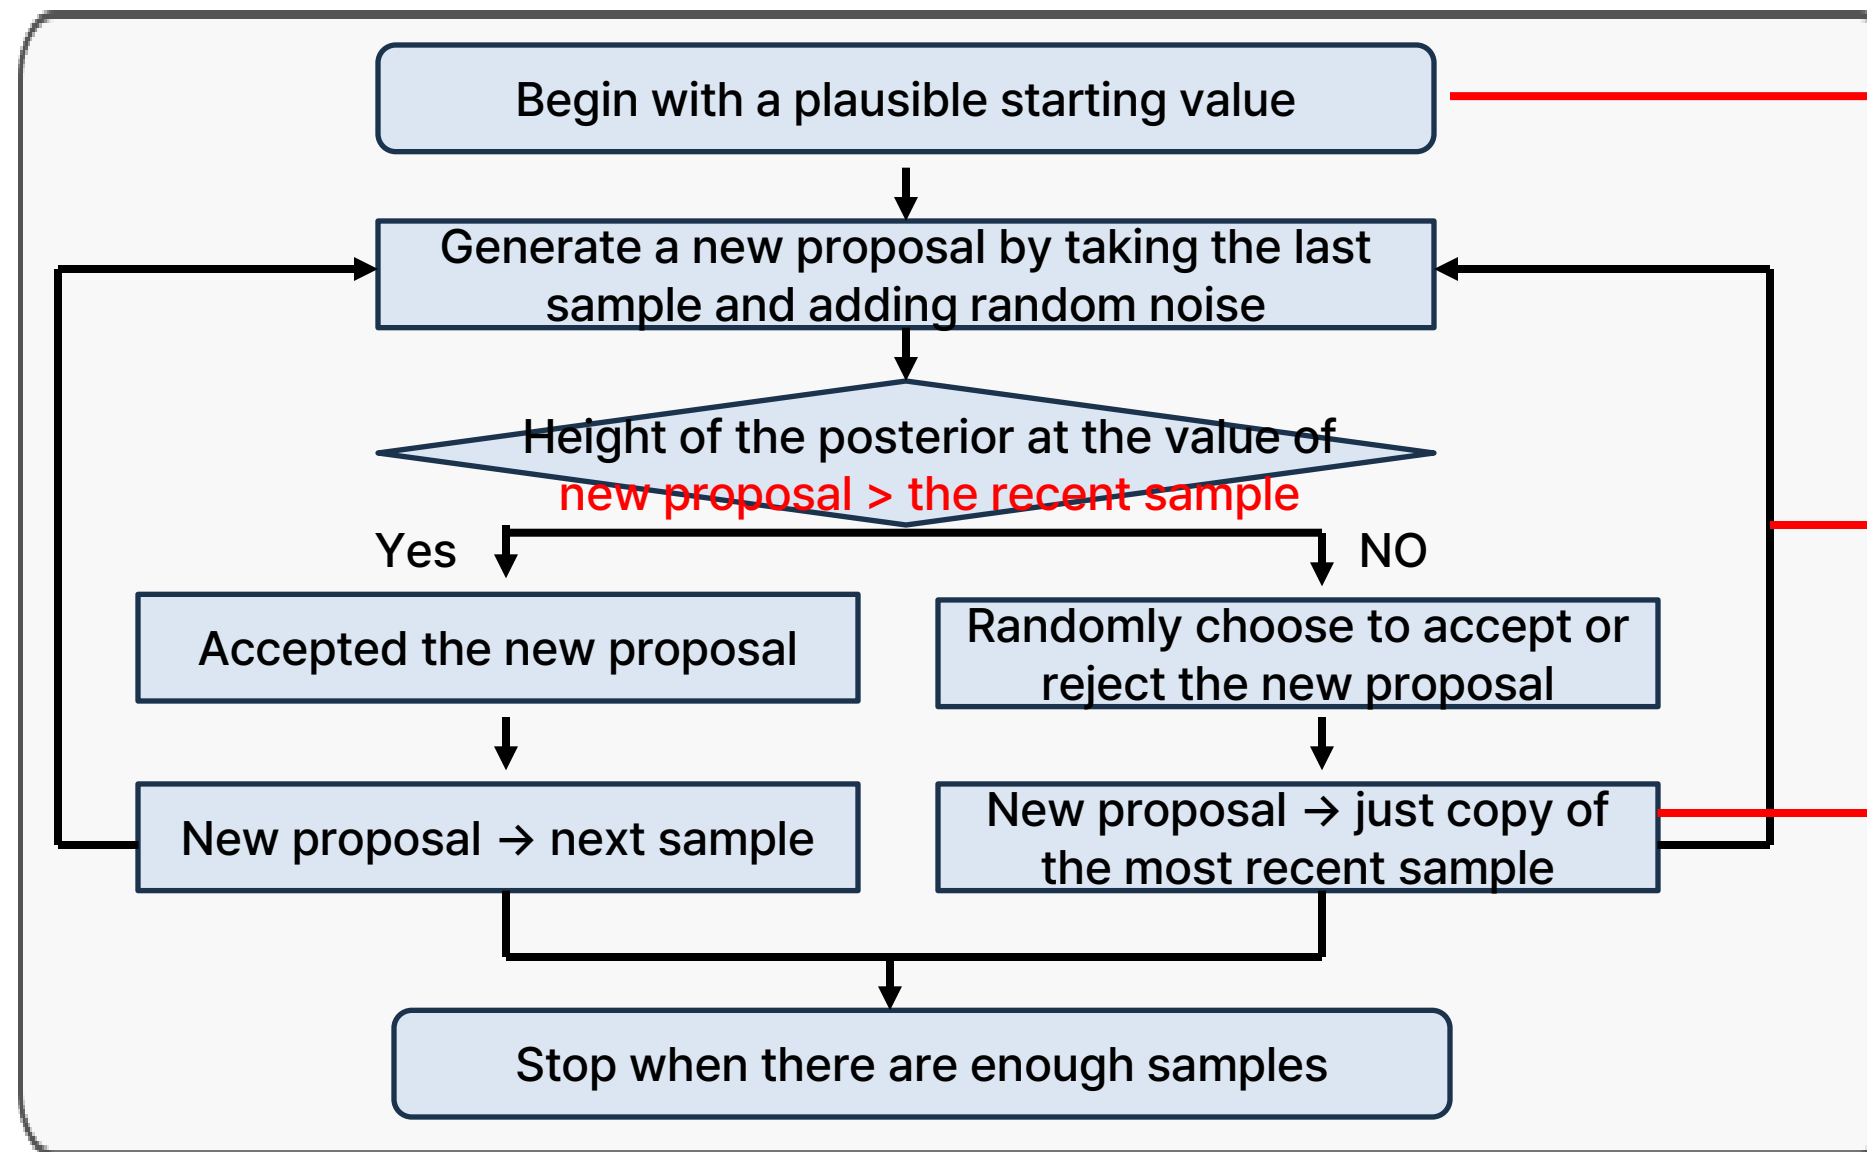 Begin with a plausible starting value
Generate a new proposal by taking the last
sample and adding random noise
Height of the posterior at the value of
new proposal > the recent sample
Yes
NO
Accepted the new proposal
Randomly choose to accept or
reject the new proposal
New proposal → next sample
New proposal → just copy of
the most recent sample
Stop when there are enough samples